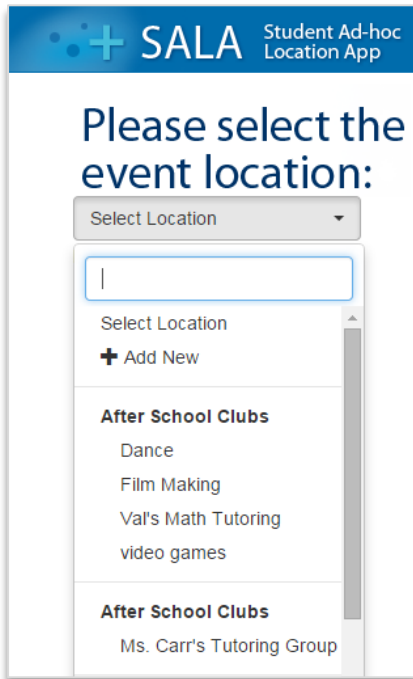 SALA Student Ad-hoc
Location App
Please select the
event location:
Select Location
Select Location
Add New
After School Clubs
Dance
Film Making
Val's Math Tutoring
video games
After School Clubs
Ms. Carr's Tutoring Group